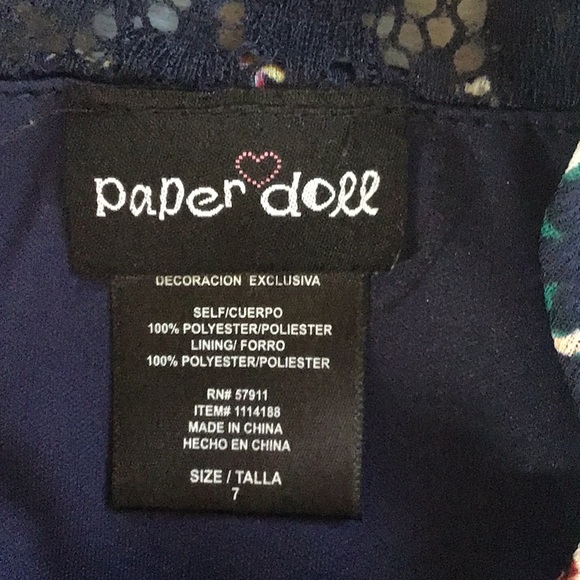 paper doll
DECORACION EXCLUSIVA
SELF/CUERPO
100% POLYESTER/POLIESTER
LINING/ FORRO
100% POLYESTER/POLIESTER
RN# 57911
ITEM# 1114188
MADE IN CHINA
HECHO EN CHINA
SIZE / TALLA
7